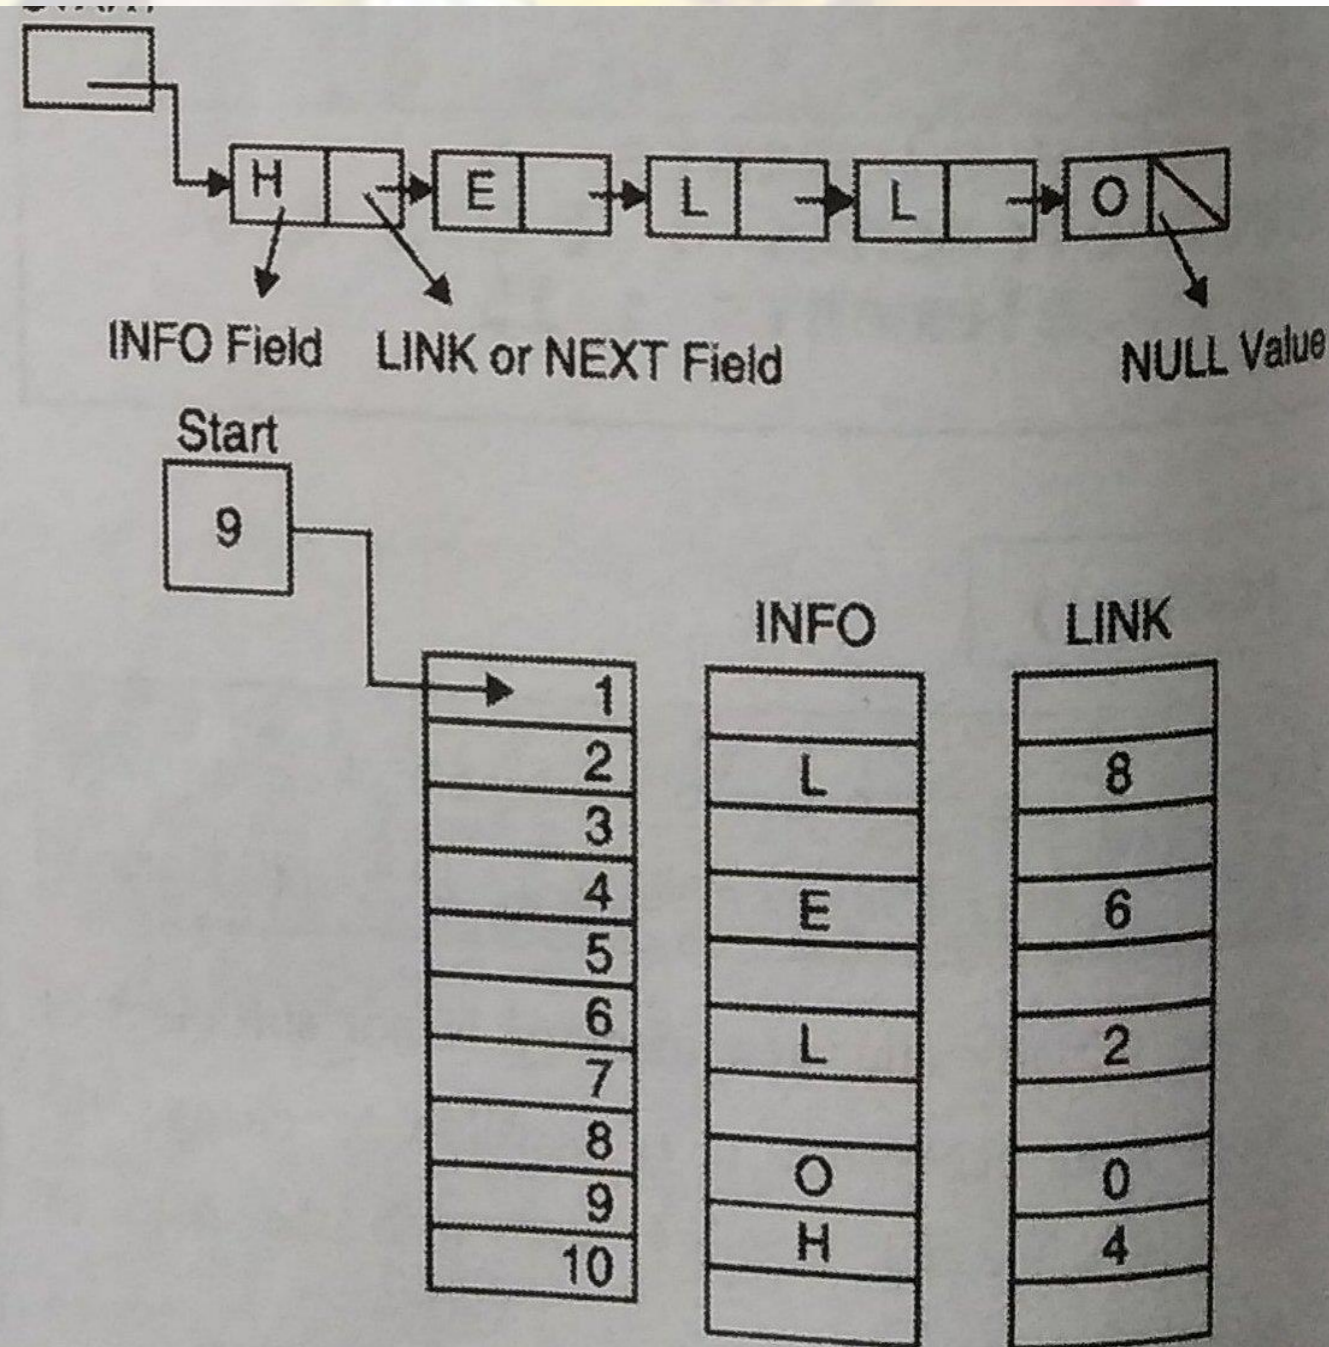 H E L L O
INFO Field LINK or NEXT Field NULL Value
Start
9
INFO LINK
1
2 L 8
3
4 E 6
5
6 L 2
7
8 O 0
9 H 4
10